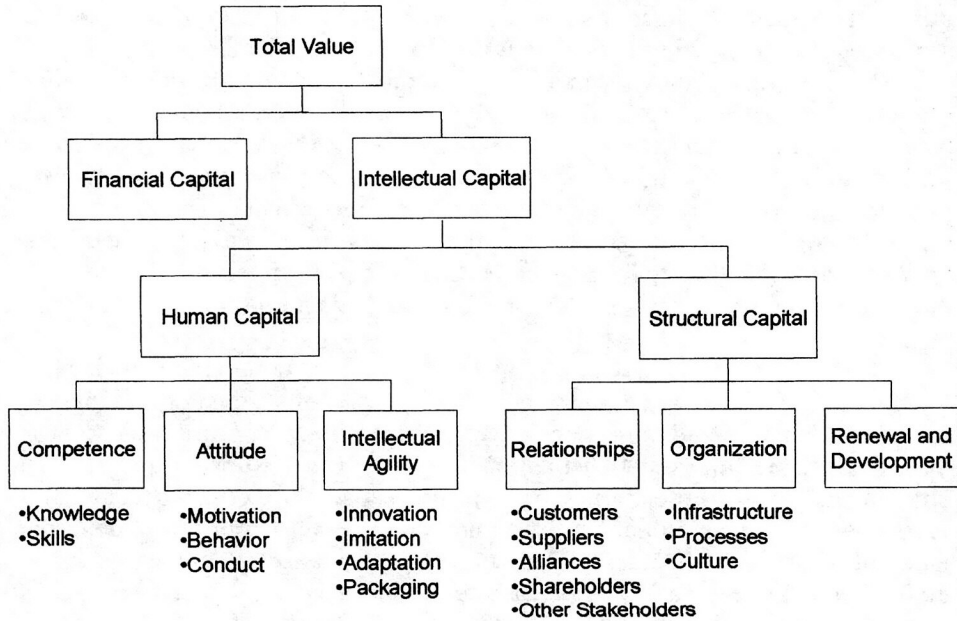 Total Value
Financial Capital
Intellectual Capital
Human Capital
Structural Capital
Competence
Attitude
Intellectual
Agility
Relationships
Organization
Renewal and
Development
•Knowledge
•Skills
•Motivation
•Behavior
•Conduct
•Innovation
•Imitation
•Adaptation
•Packaging
•Customers
•Suppliers
•Alliances
•Shareholders
•Other Stakeholders
•Infrastructure
•Processes
•Culture